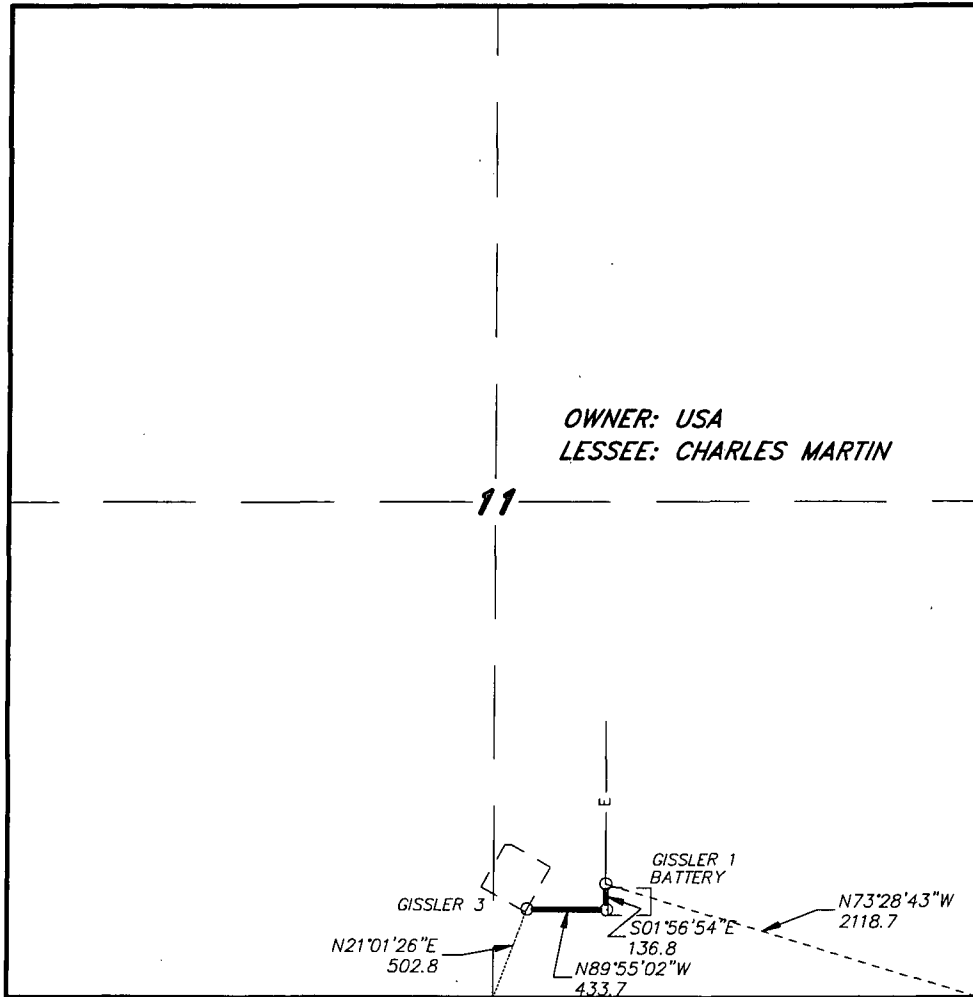 OWNER: USA
LESSEE: CHARLES MARTIN
11
E
GISSLER 1
BATTERY
GISSLER 3
N73°28'43"W
2118.7
S01°56'54"E
136.8
N21°01'26"E
502.8
N89°55'02"W
433.7